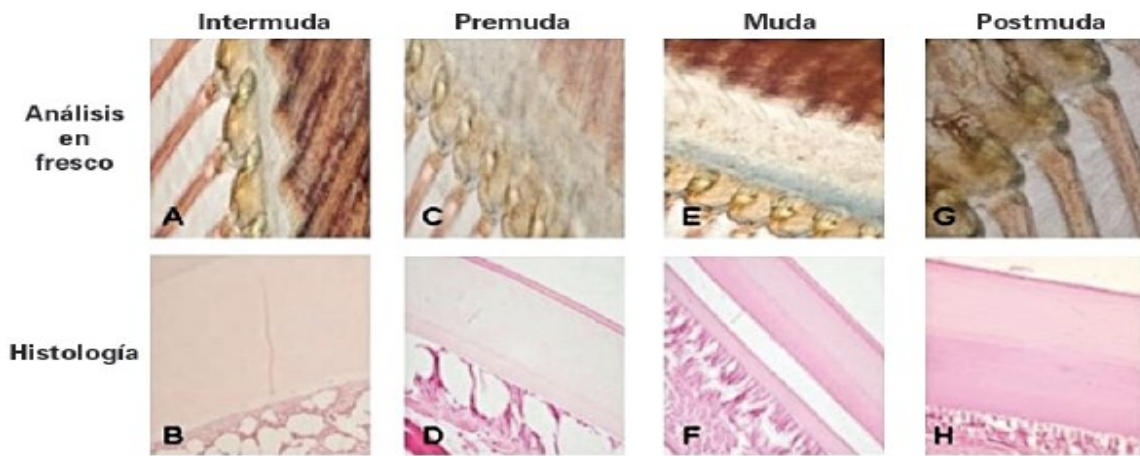 Intermuda Premuda Muda Postmuda
Análisis
en
fresco
A C E G
Histología
B D F H